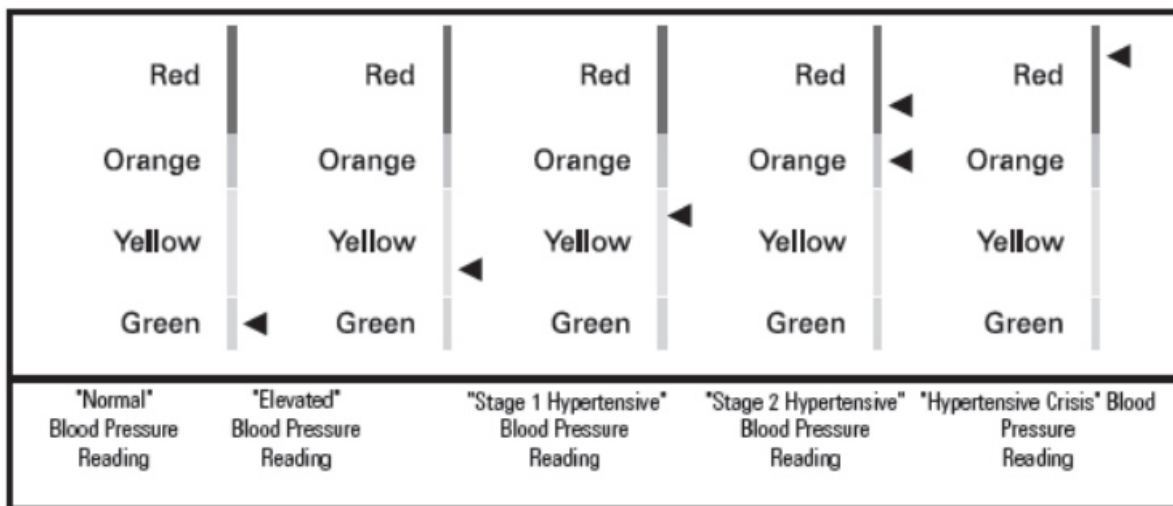 Red Red Red Red Red
Orange Orange Orange Orange Orange
Yellow Yellow Yellow Yellow Yellow
Green Green Green Green Green
"Normal"
Blood Pressure
Reading
"Elevated"
Blood Pressure
Reading
"Stage 1 Hypertensive"
Blood Pressure
Reading
"Stage 2 Hypertensive"
Blood Pressure
Reading
"Hypertensive Crisis" Blood
Pressure
Reading